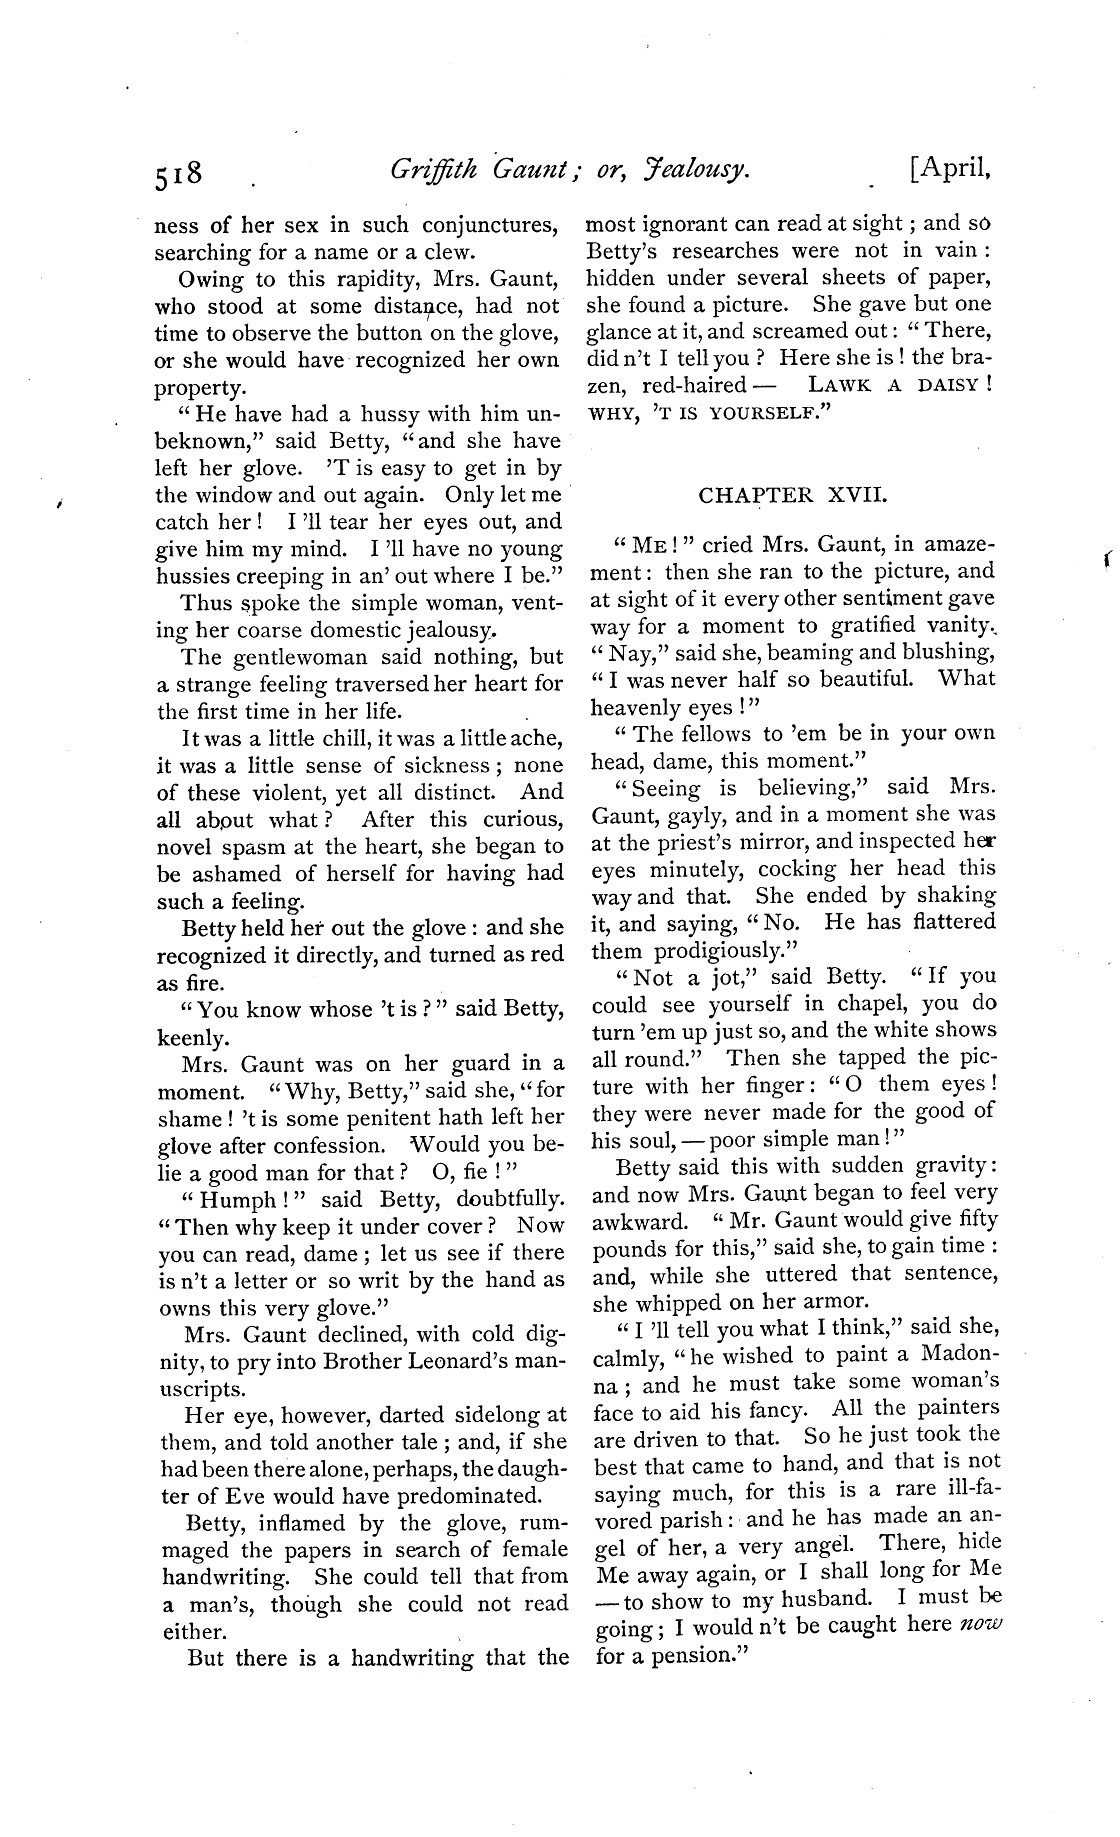 518 Griffith Gaunt; or, Jealousy. [April,
ness of her sex in such conjunctures,
searching for a name or a clew.
Owing to this rapidity, Mrs. Gaunt,
who stood at some distance, had not
time to observe the button on the glove,
or she would have recognized her own
property.
“He have had a hussy with him un-
beknown,” said Betty, “and she have
left her glove. ’T is easy to get in by
the window and out again. Only let me
catch her! I ’ll tear her eyes out, and
give him my mind. I ’ll have no young
hussies creeping in an’ out where I be.”
Thus spoke the simple woman, vent-
ing her coarse domestic jealousy.
The gentlewoman said nothing, but
a strange feeling traversed her heart for
the first time in her life.
It was a little chill, it was a little ache,
it was a little sense of sickness; none
of these violent, yet all distinct. And
all about what? After this curious,
novel spasm at the heart, she began to
be ashamed of herself for having had
such a feeling.
Betty held her out the glove: and she
recognized it directly, and turned as red
as fire.
“You know whose ’t is?” said Betty,
keenly.
Mrs. Gaunt was on her guard in a
moment. “Why, Betty,” said she, “for
shame! ’t is some penitent hath left her
glove after confession. Would you be-
lie a good man for that? O, fie!”
“Humph!” said Betty, doubtfully.
“Then why keep it under cover? Now
you can read, dame; let us see if there
is n’t a letter or so writ by the hand as
owns this very glove.”
Mrs. Gaunt declined, with cold dig-
nity, to pry into Brother Leonard’s man-
uscripts.
Her eye, however, darted sidelong at
them, and told another tale; and, if she
had been there alone, perhaps, the daugh-
ter of Eve would have predominated.
Betty, inflamed by the glove, rum-
maged the papers in search of female
handwriting. She could tell that from
a man’s, though she could not read
either.
But there is a handwriting that the
most ignorant can read at sight; and so
Betty’s researches were not in vain:
hidden under several sheets of paper,
she found a picture. She gave but one
glance at it, and screamed out: “There,
did n’t I tell you? Here she is! the bra-
zen, red-haired— LAWK A DAISY!
WHY, ’T IS YOURSELF.”
CHAPTER XVII.
“ME!” cried Mrs. Gaunt, in amaze-
ment: then she ran to the picture, and
at sight of it every other sentiment gave
way for a moment to gratified vanity.
“Nay,” said she, beaming and blushing,
“I was never half so beautiful. What
heavenly eyes!”
“The fellows to ’em be in your own
head, dame, this moment.”
“Seeing is believing,” said Mrs.
Gaunt, gayly, and in a moment she was
at the priest’s mirror, and inspected her
eyes minutely, cocking her head this
way and that. She ended by shaking
it, and saying, “No. He has flattered
them prodigiously.”
“Not a jot,” said Betty. “If you
could see yourself in chapel, you do
turn ’em up just so, and the white shows
all round.” Then she tapped the pic-
ture with her finger: “O them eyes!
they were never made for the good of
his soul,—poor simple man!”
Betty said this with sudden gravity:
and now Mrs. Gaunt began to feel very
awkward. “Mr. Gaunt would give fifty
pounds for this,” said she, to gain time:
and, while she uttered that sentence,
she whipped on her armor.
“I ’ll tell you what I think,” said she,
calmly, “he wished to paint a Madon-
na; and he must take some woman’s
face to aid his fancy. All the painters
are driven to that. So he just took the
best that came to hand, and that is not
saying much, for this is a rare ill-fa-
vored parish: and he has made an an-
gel of her, a very angel. There, hide
Me away again, or I shall long for Me
—to show to my husband. I must be
going; I would n’t be caught here now
for a pension.”